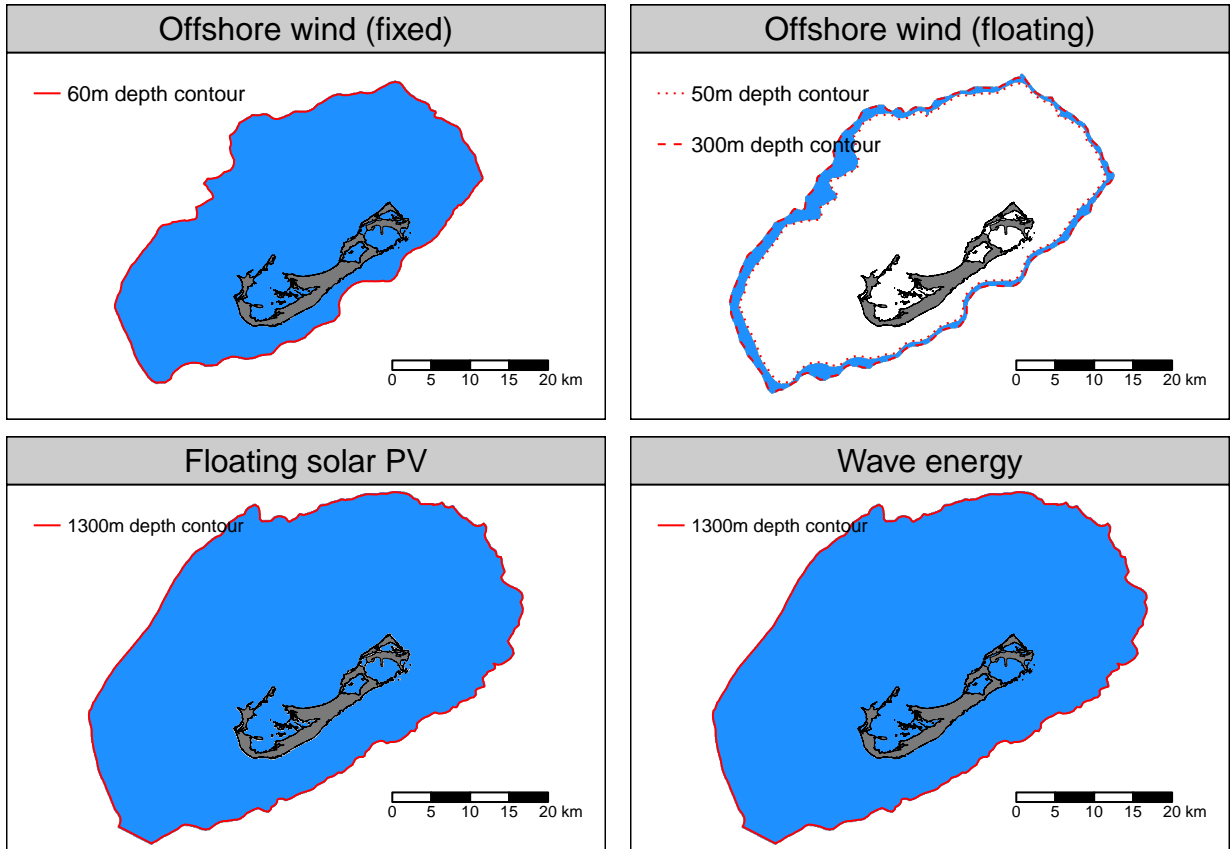 Offshore wind (fixed)
60m depth contour
0 5 10 15 20 km
Offshore wind (floating)
50m depth contour
300m depth contour
0 5 10 15 20 km
Floating solar PV
1300m depth contour
0 5 10 15 20 km
Wave energy
1300m depth contour
0 5 10 15 20 km